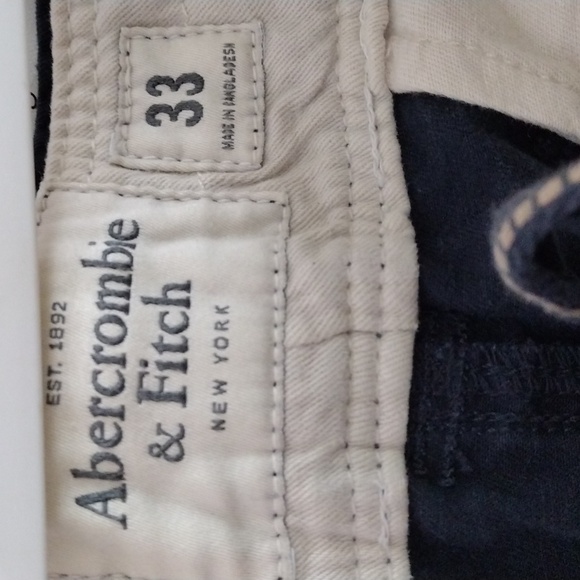 EST. 1892
Abercrombie
& Fitch
NEW YORK
33
MADE IN BANGLADESH